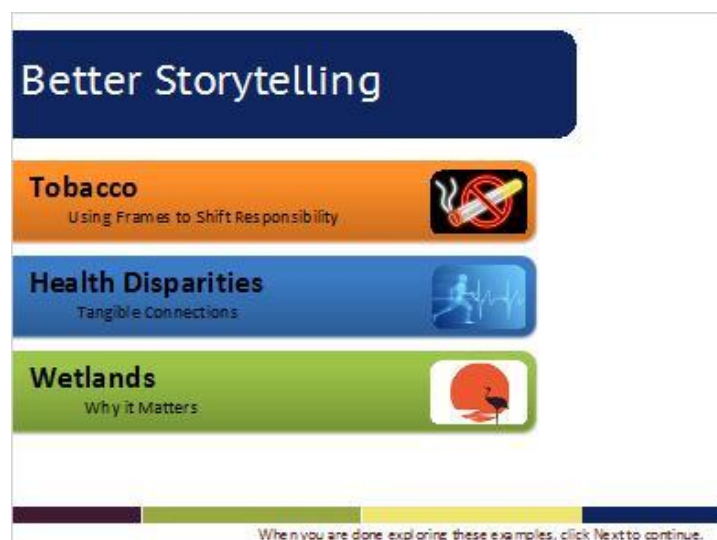 Better Storytelling
Tobacco
Using Frames to Shift Responsibility
Health Disparities
Tangible Connections
Wetlands
Why it Matters
When you are done exploring these examples, click Next to continue.